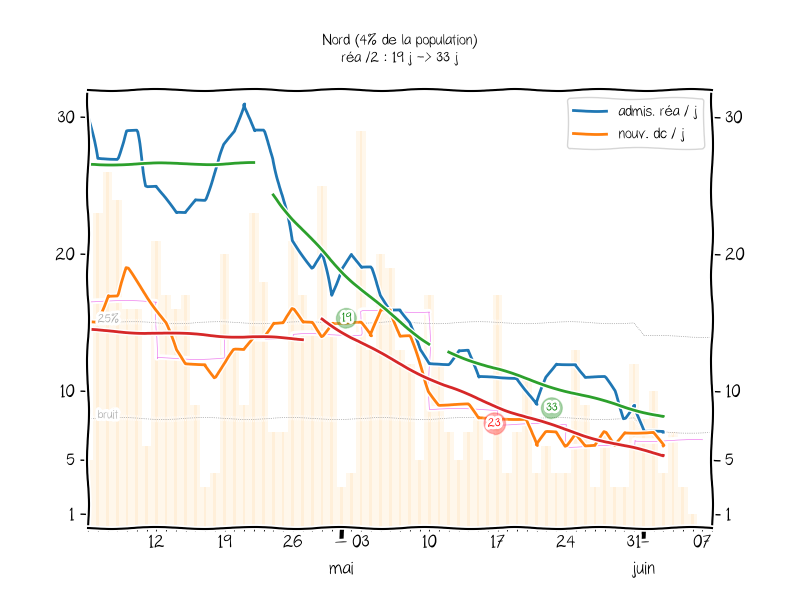 Nord (4% de la population)
réa /2 : 19 j -> 33 j
admis. réa / j
nouv. dc / j
30
30
20
20
10
10
5
5
1
1
25%
bruit
19
33
23
12 19 26 03 10 17 24 31 07
mai juin